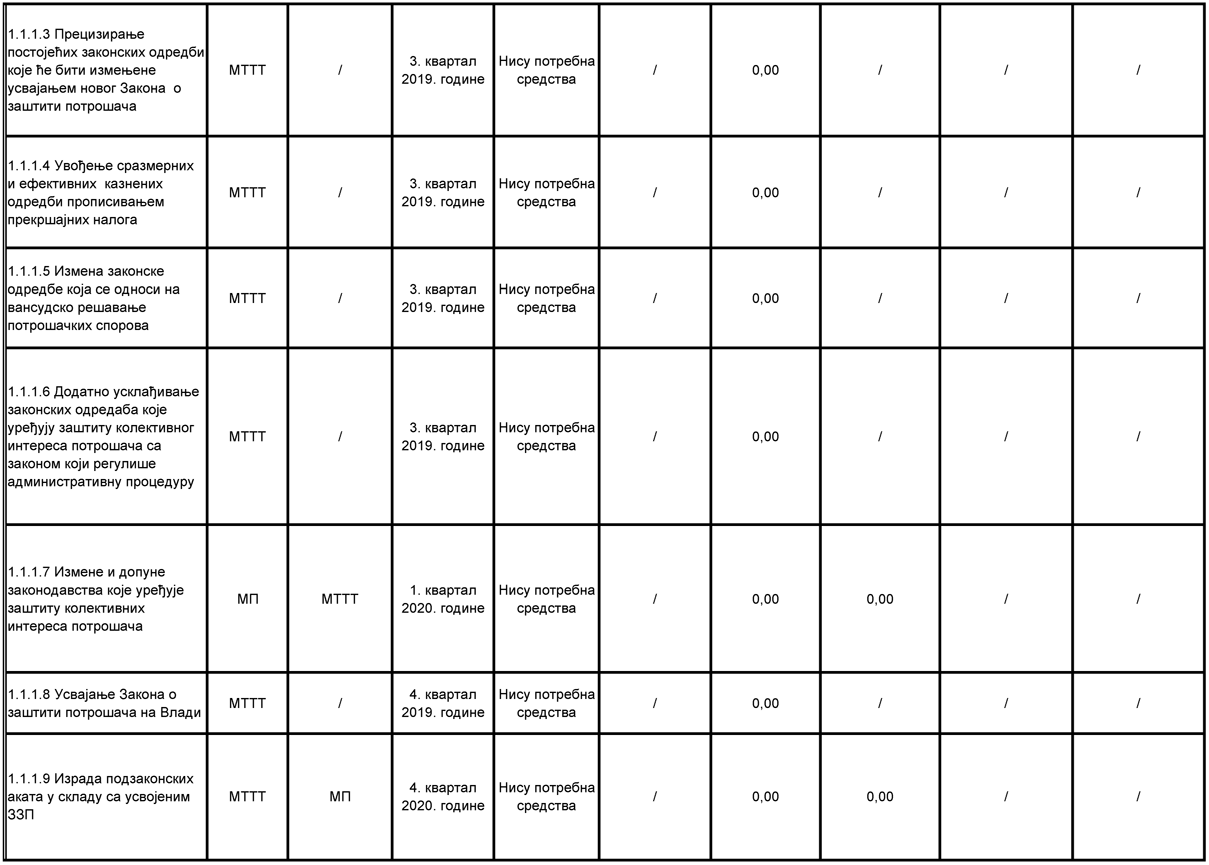 1.1.1.3 Прецизирање
постојећих законских одредби
које ће бити измењене
усвајањем новог Закона  о
заштити потрошача
МТТТ
/
3. квартал
2019. године
Нису потребна
средства
/
0,00
/
/
/
1.1.1.4 Увођење сразмерних
и ефективних  казнених
одредби прописивањем
прекршајних налога
МТТТ
/
3. квартал
2019. године
Нису потребна
средства
/
0,00
/
/
/
1.1.1.5 Измена законске
одредбе која се односи на
вансудско решавање
потрошачких спорова
МТТТ
/
3. квартал
2019. године
Нису потребна
средства
/
0,00
/
/
/
1.1.1.6 Додатно усклађивање
законских одредаба које
уређују заштиту колективног
интереса потрошача са
законом који регулише
административну процедуру
МТТТ
/
3. квартал
2019. године
Нису потребна
средства
/
0,00
/
/
/
1.1.1.7 Измене и допуне
законодавства које уређује
заштиту колективних
интереса потрошача
МП
МТТТ
1. квартал
2020. године
Нису потребна
средства
/
0,00
0,00
/
/
1.1.1.8 Усвајање Закона о
заштити потрошача на Влади
МТТТ
/
4. квартал
2019. године
Нису потребна
средства
/
0,00
/
/
/
1.1.1.9 Израда подзаконских
аката у складу са усвојеним
ЗЗП
МТТТ
МП
4. квартал
2020. године
Нису потребна
средства
/
0,00
0,00
/
/